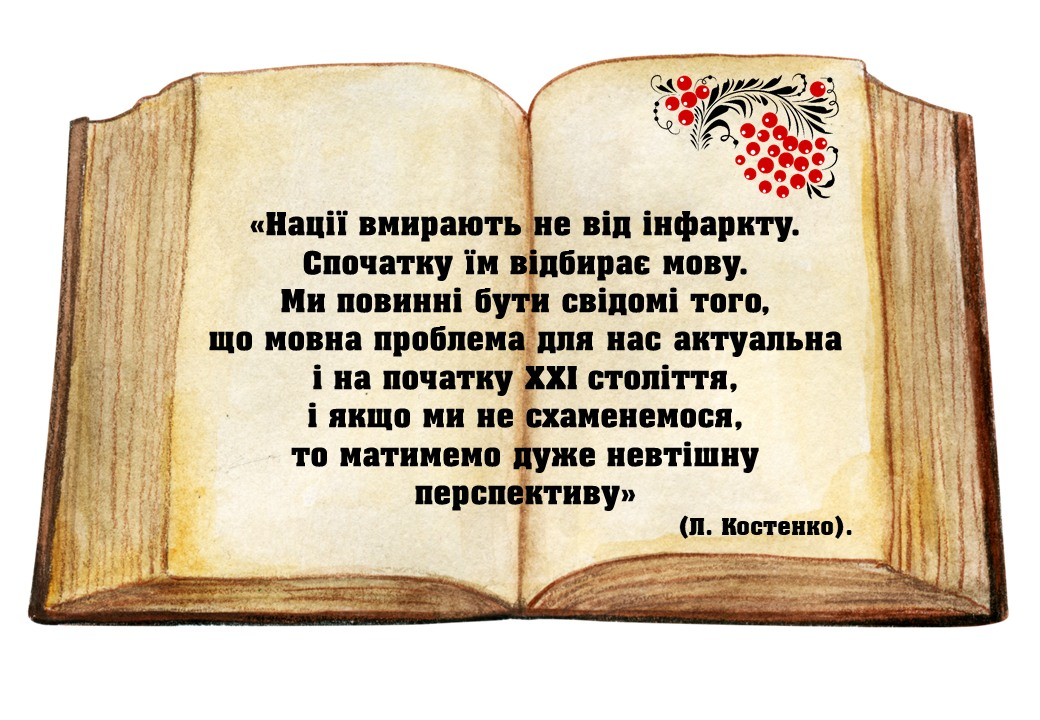 «Нації вмирають не від інфаркту.
Спочатку їм відбирає мову.
Ми повинні бути свідомі того,
що мовна проблема для нас актуальна
і на початку XXI століття,
і якщо ми не схаменемося,
то матимемо дуже невтішну
перспективу»
(Л. Костенко).